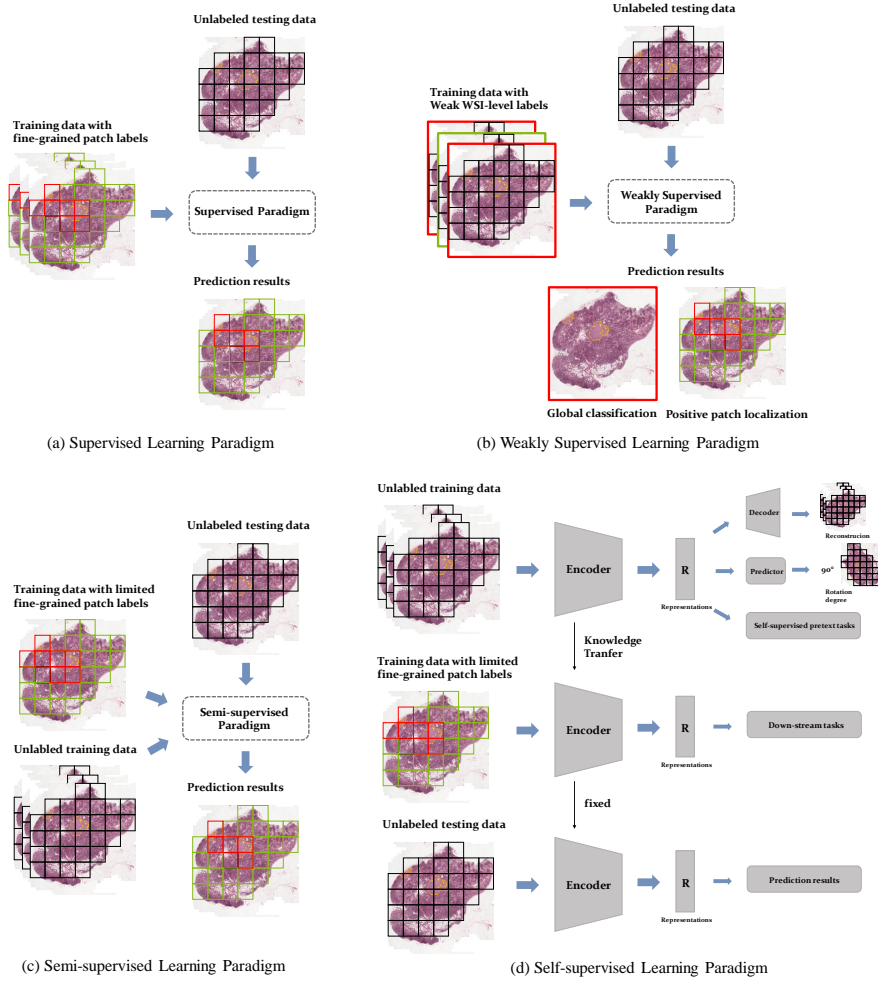 Unlabeled testing data
Training data with
fine-grained patch labels
Supervised Paradigm
Prediction results
(a) Supervised Learning Paradigm
Unlabeled testing data
Training data with
Weak WSI-level labels
Weakly Supervised
Paradigm
Prediction results
Global classification
Positive patch localization
(b) Weakly Supervised Learning Paradigm
Unlabeled testing data
Training data with limited
fine-grained patch labels
Semi-supervised
Paradigm
Unlabled training data
Prediction results
(c) Semi-supervised Learning Paradigm
Unlabled training data
Encoder
R
Representations
Decoder
Reconstrucion
Predictor
90°
Rotation
degree
Self-supervised pretext tasks
Knowledge
Tranfer
Training data with limited
fine-grained patch labels
Encoder
R
Representations
Down-stream tasks
fixed
Unlabeled testing data
Encoder
R
Representations
Prediction results
(d) Self-supervised Learning Paradigm